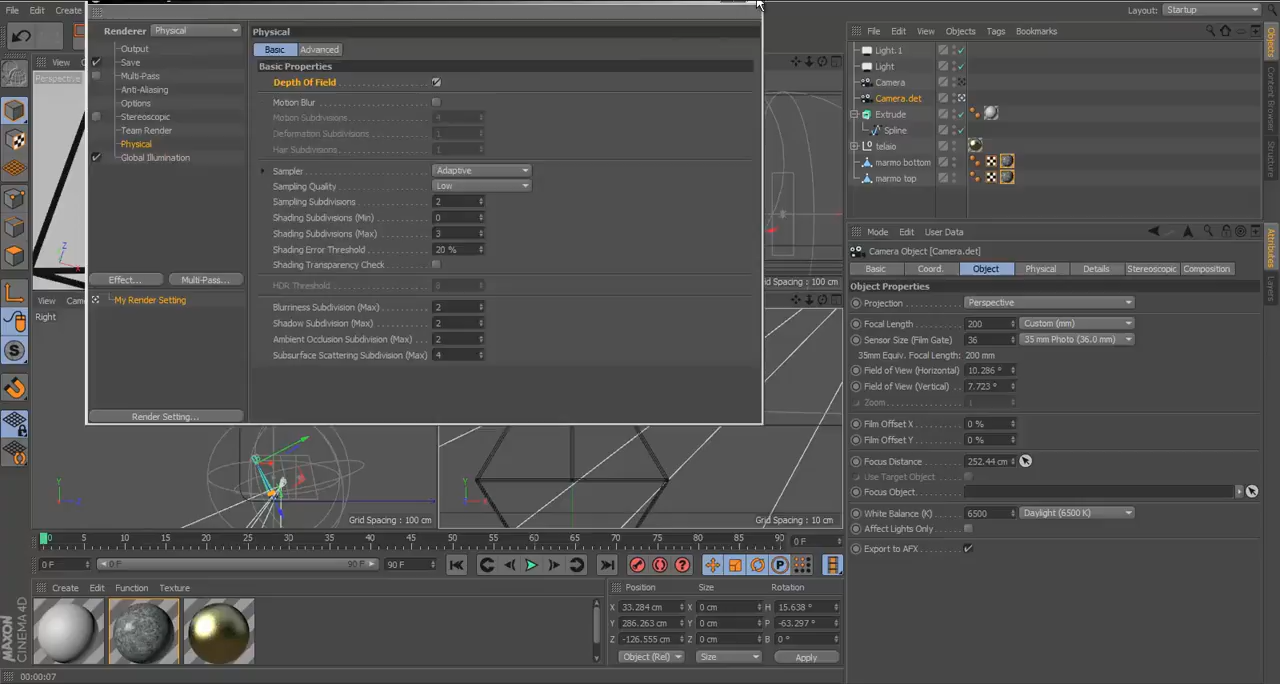 File Edit Create
Layout: Startup
Renderer Physical
Output
Save
Multi-Pass
Anti-Aliasing
Options
Stereoscopic
Team Render
Physical
Global Illumination
Effect...
Multi-Pass...
My Render Setting
Render Setting...
Physical
Basic
Advanced
Basic Properties
Depth Of Field
Motion Blur
Motion Subdivisions 4
Deformation Subdivisions 1
Hair Subdivisions 1
Sampler Adaptive
Sampling Quality Low
Sampling Subdivisions 2
Shading Subdivisions (Min) 0
Shading Subdivisions (Max) 3
Shading Error Threshold 20 %
Shading Transparency Check
HDR Threshold 8
Blurriness Subdivision (Max) 2
Shadow Subdivision (Max) 2
Ambient Occlusion Subdivision (Max) 2
Subsurface Scattering Subdivision (Max) 4
View
Perspective
Z
X
View Cam
Right
Y
Z
Grid Spacing : 100 cm
Y
X
Grid Spacing : 10 cm
: 100 cm
File Edit View Objects Tags Bookmarks
Light.1
Light
Camera
Camera.det
Extrude
Spline
telaio
marmo bottom
marmo top
Objects
Content Browser
Structure
Attributes
Layers
Mode Edit User Data
Camera Object [Camera.det]
Basic Coord. Object Physical Details Stereoscopic Composition
Object Properties
Projection Perspective
Focal Length 200 Custom (mm)
Sensor Size (Film Gate) 36 35 mm Photo (36.0 mm)
35mm Equiv. Focal Length: 200 mm
Field of View (Horizontal) 10.286 °
Field of View (Vertical) 7.723 °
Zoom 1
Film Offset X 0 %
Film Offset Y 0 %
Focus Distance 252.44 cm
Use Target Object
Focus Object
White Balance (K) 6500 Daylight (6500 K)
Affect Lights Only
Export to AFX
0 5 10 15 20 25 30 35 40 45 50 55 60 65 70 75 80 85 90 0 F
0 F 0 F 90 F 90 F
Create Edit Function Texture
Position Size Rotation
X 33.284 cm X 0 cm H 15.638 °
Y 286.263 cm Y 0 cm P -63.297 °
Z -126.555 cm Z 0 cm B 0 °
Object (Rel) Size Apply
MAXON
CINEMA 4D
00:00:07